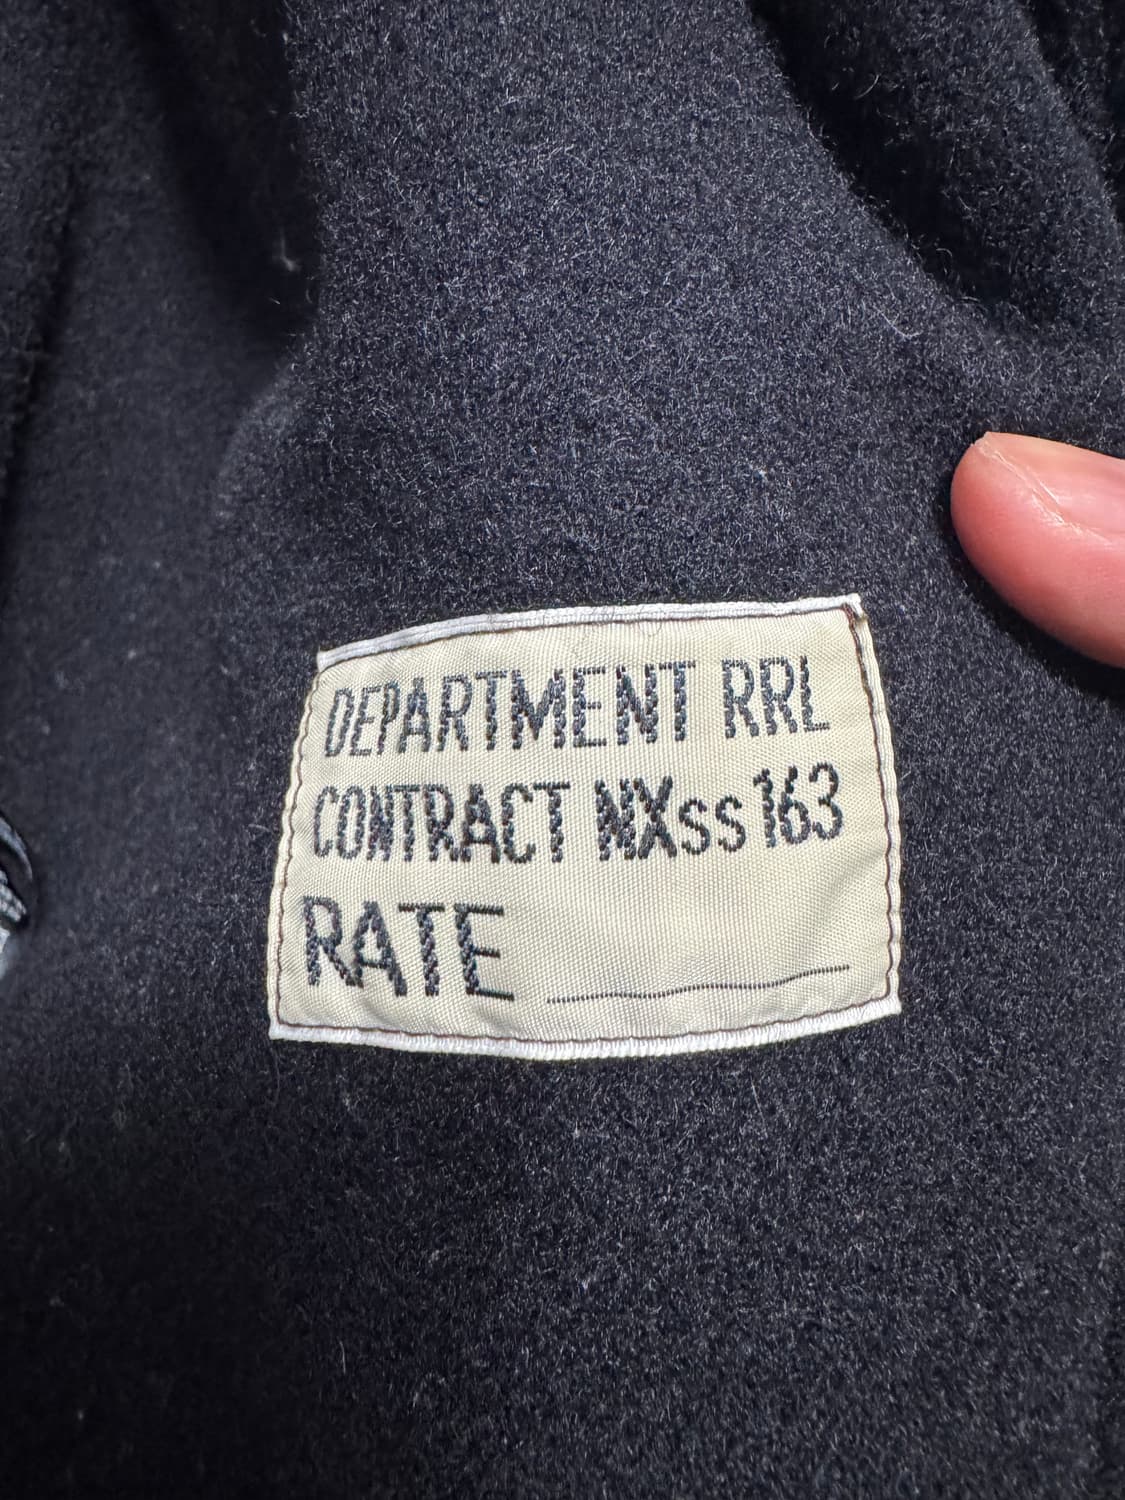 DEPARTMENT RRL
CONTRACT NXss 163
RATE